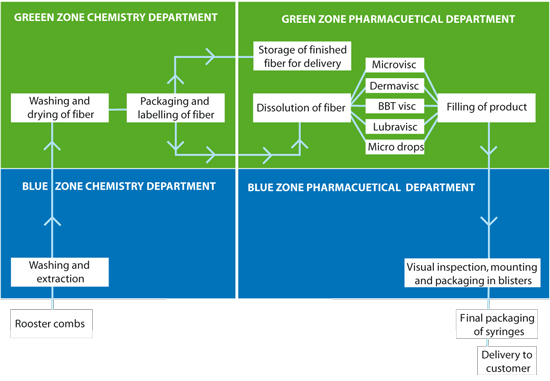 GREEEN ZONE CHEMISTRY DEPARTMENT
GREEN ZONE PHARMACUETICAL DEPARTMENT
Storage of finished
fiber for delivery
Microvisc
Dermavisc
Washing and
drying of fiber
Packaging and
labelling of fiber
Dissolution of fiber
BBT visc
Filling of product
Lubravisc
Micro drops
BLUE ZONE CHEMISTRY DEPARTMENT
BLUE ZONE PHARMACUETICAL DEPARTMENT
Washing and
extraction
Visual inspection, mounting
and packaging in blisters
Rooster combs
Final packaging
of syringes
Delivery to
customer